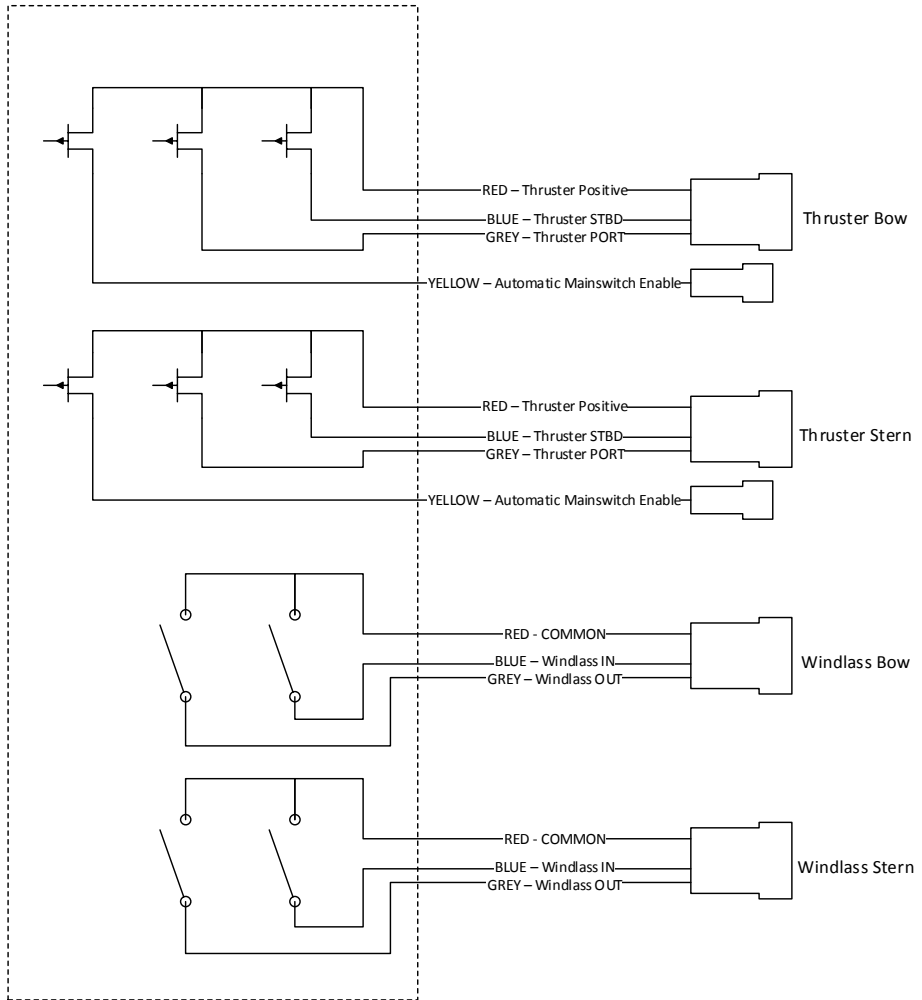 RED – Thruster Positive
BLUE – Thruster STBD
Thruster Bow
GREY – Thruster PORT
YELLOW – Automatic Mainswitch Enable
RED – Thruster Positive
BLUE – Thruster STBD
Thruster Stern
GREY – Thruster PORT
YELLOW – Automatic Mainswitch Enable
RED - COMMON
BLUE – Windlass IN
Windlass Bow
GREY – Windlass OUT
RED - COMMON
BLUE – Windlass IN
Windlass Stern
GREY – Windlass OUT